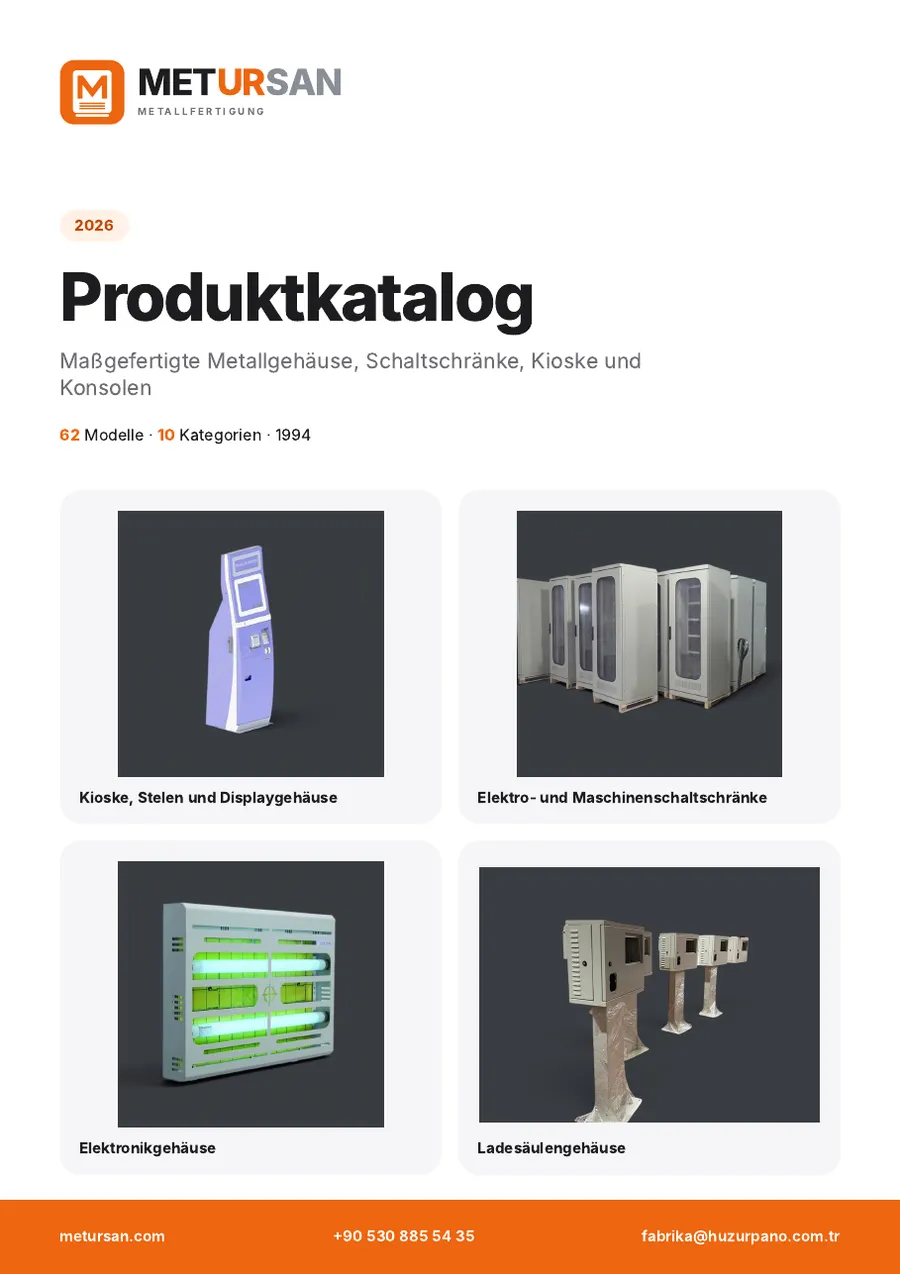 METURSAN
METALLFERTIGUNG
2026
Produktkatalog
Maßgefertigte Metallgehäuse, Schaltschränke, Kioske und
Konsolen
62 Modelle · 10 Kategorien · 1994
Kioske, Stelen und Displaygehäuse
Elektro- und Maschinenschaltschränke
Elektronikgehäuse
Ladesäulengehäuse
metursan.com
+90 530 885 54 35
fabrika@huzurpano.com.tr